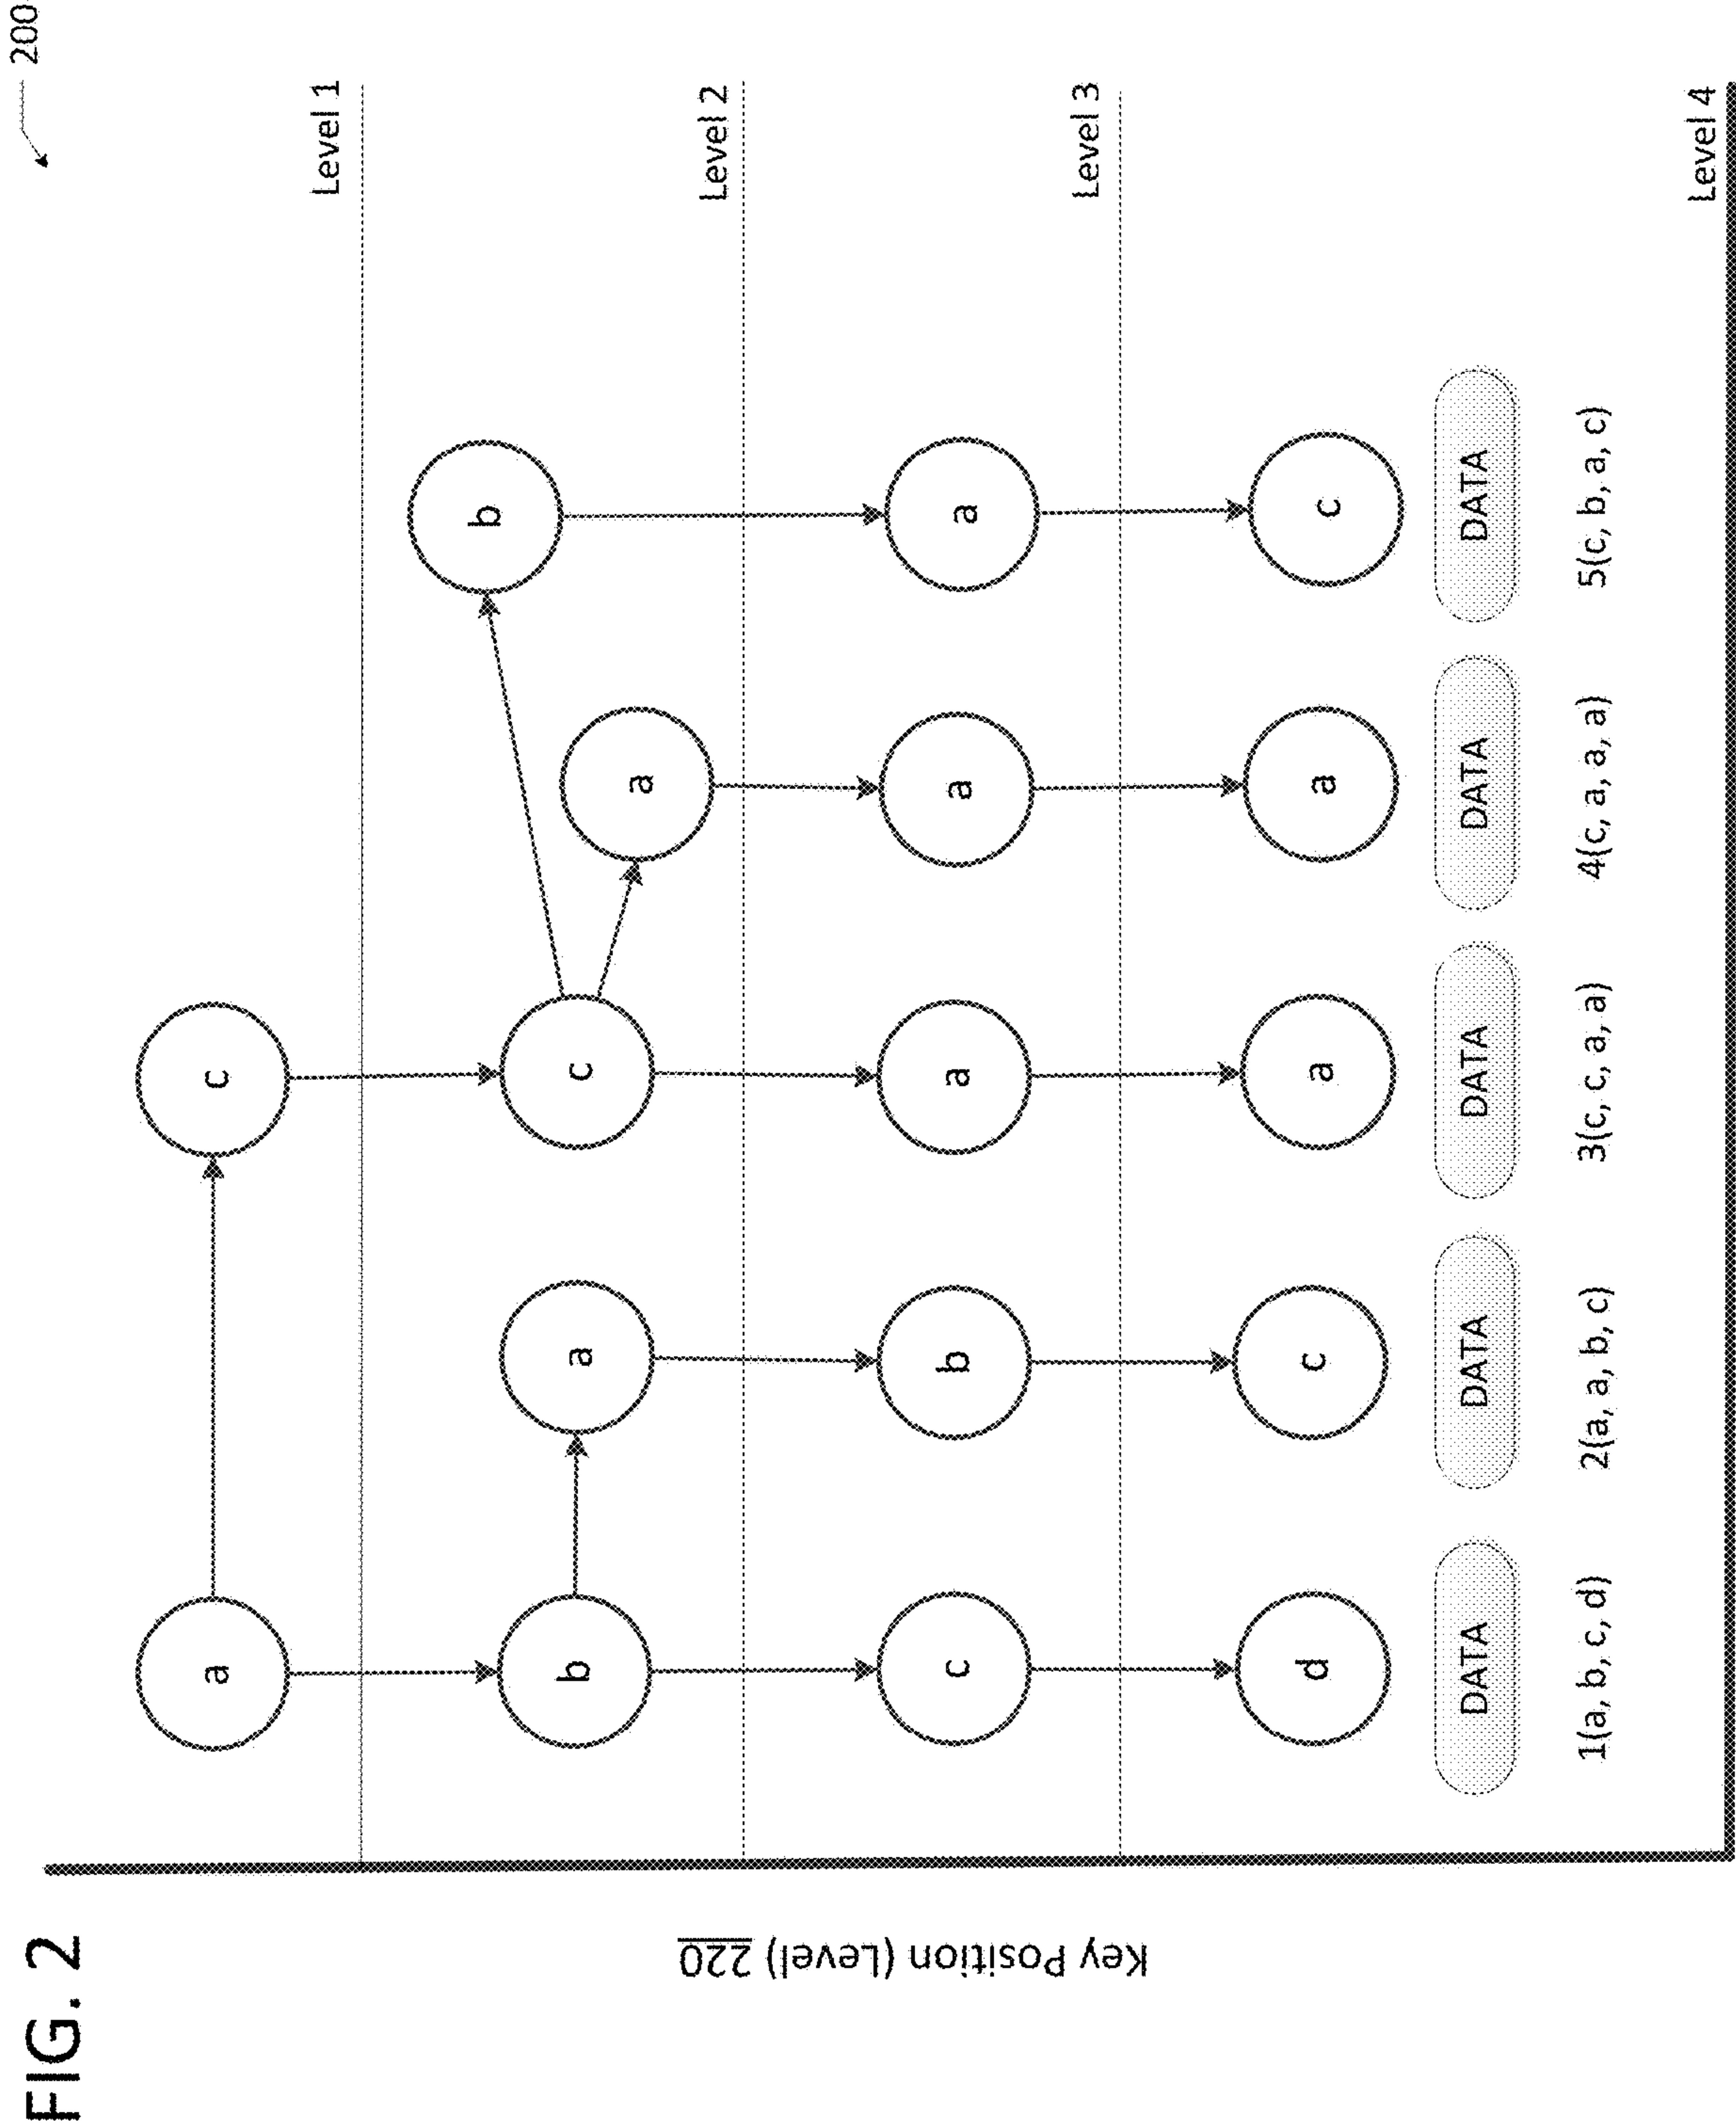 FIG. 2
200
Key Position (Level) 220
a
c
Level 1
b
a
c
a
b
Level 2
c
b
a
a
a
Level 3
d
c
a
a
c
DATA
DATA
DATA
DATA
DATA
1(a, b, c, d)
2(a, a, b, c)
3(c, c, a, a)
4(c, a, a, a)
5(c, b, a, c)
Level 4